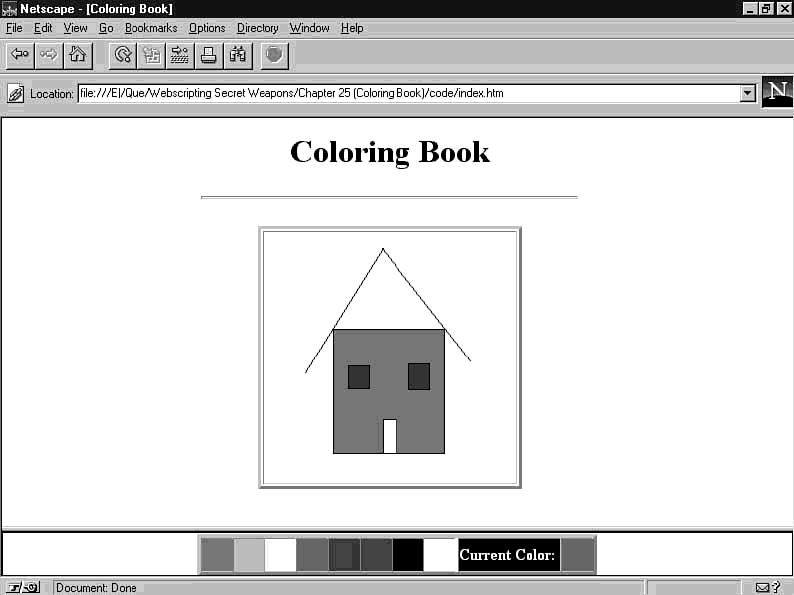 Netscape - [Coloring Book]
File Edit View Go Bookmarks Options Directory Window Help
Location: file:///E|/Que/Webscripting Secret Weapons/Chapter 25 (Coloring Book)/code/index.htm
N
Coloring Book
Current Color:
Document: Done
?